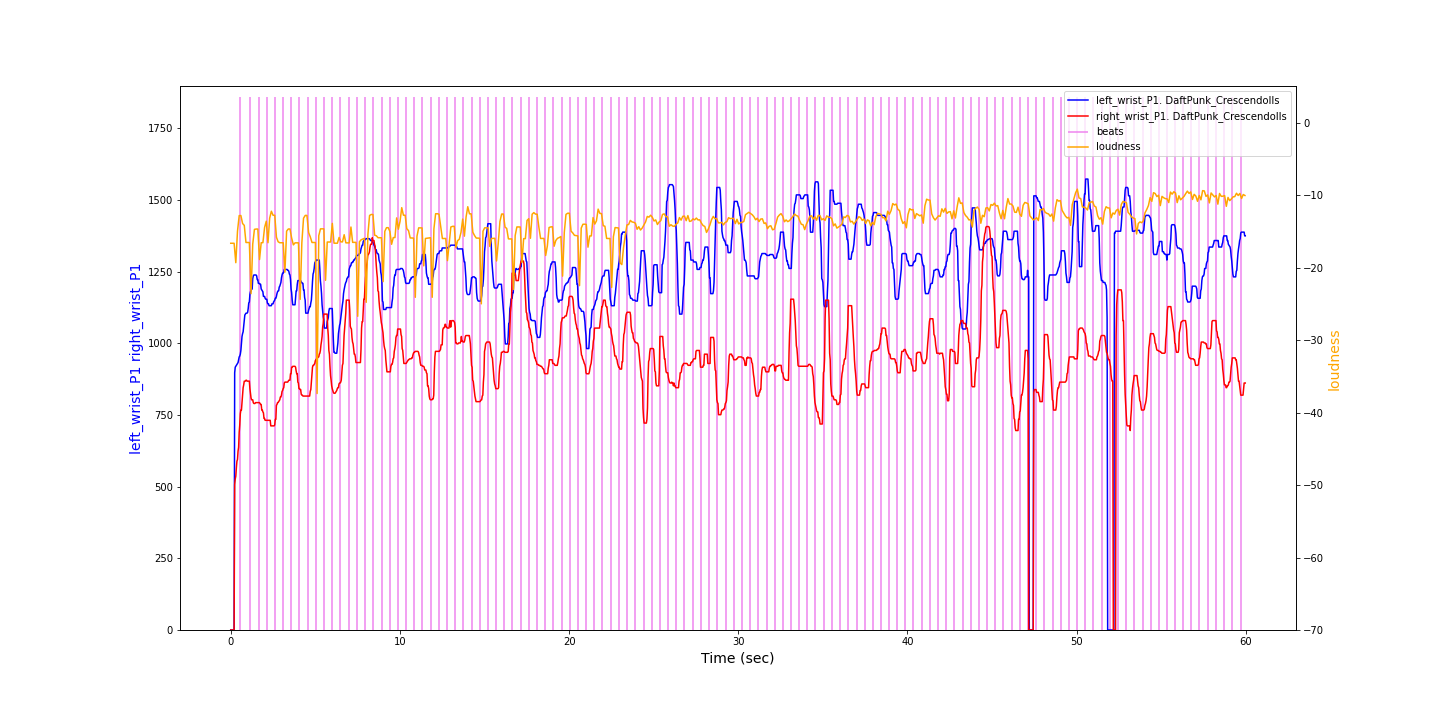 left_wrist_P1. DaftPunk_Crescendolls
right_wrist_P1. DaftPunk_Crescendolls
beats
loudness
1750
1500
1250
1000
750
500
250
0
left_wrist_P1 right_wrist_P1
0
−10
−20
−30
−40
−50
−60
−70
loudness
0 10 20 30 40 50 60
Time (sec)